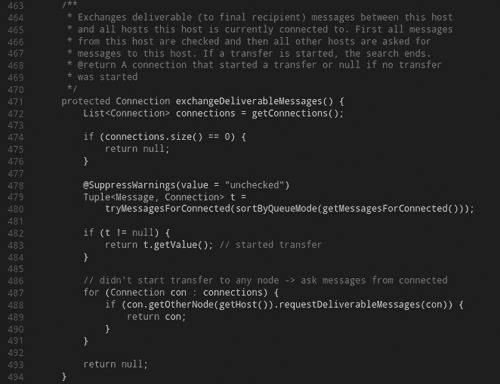 463 /**
464 * Exchanges deliverable (to final recipient) messages between this host
465 * and all hosts this host is currently connected to. First all messages
466 * from this host are checked and then all other hosts are asked for
467 * messages to this host. If a transfer is started, the search ends.
468 * @return A connection that started a transfer or null if no transfer
469 * was started
470 */
471 protected Connection exchangeDeliverableMessages() {
472 List<Connection> connections = getConnections();
473
474 if (connections.size() == 0) {
475 return null;
476 }
477
478 @SuppressWarnings(value = "unchecked")
479 Tuple<Message, Connection> t =
480 tryMessagesForConnected(sortByQueueMode(getMessagesForConnected()));
481
482 if (t != null) {
483 return t.getValue(); // started transfer
484 }
485
486 // didn't start transfer to any node -> ask messages from connected
487 for (Connection con : connections) {
488 if (con.getOtherNode(getHost()).requestDeliverableMessages(con)) {
489 return con;
490 }
491 }
492
493 return null;
494 }